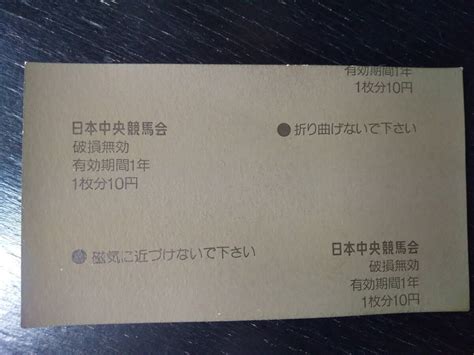 有効期間1年
1枚分10円
日本中央競馬会
破損無効
有効期間1年
1枚分10円
●折り曲げないで下さい
●磁気に近づけないで下さい
日本中央競馬会
破損無効
有効期間1年
1枚分10円